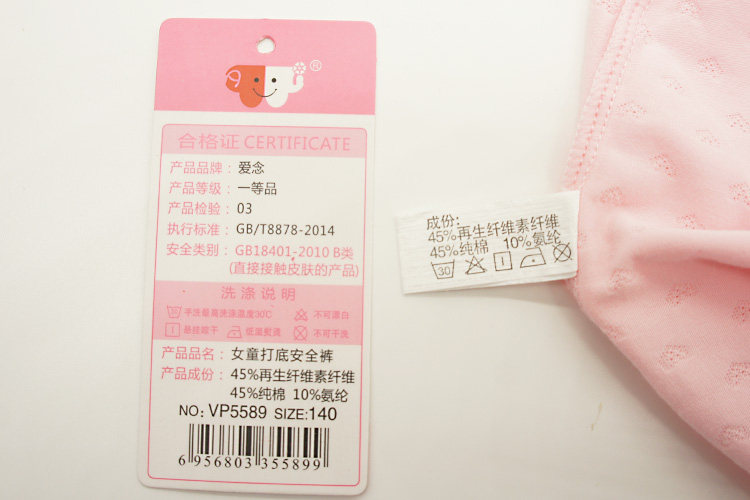 ®
合格证 CERTIFICATE
产品品牌: 爱念
产品等级: 一等品
产品检验: 03
执行标准: GB/T8878-2014
安全类别: GB18401-2010 B类
(直接接触皮肤的产品)
洗涤说明
30 手洗最高洗涤温度30℃ 不可漂白
悬挂晾干 低温熨烫 不可干洗
产品品名: 女童打底安全裤
产品成份: 45%再生纤维素纤维
45%纯棉 10%氨纶
NO: VP5589 SIZE: 140
6 956803 355899
成份:
45%再生纤维素纤维
45%纯棉 10%氨纶
30